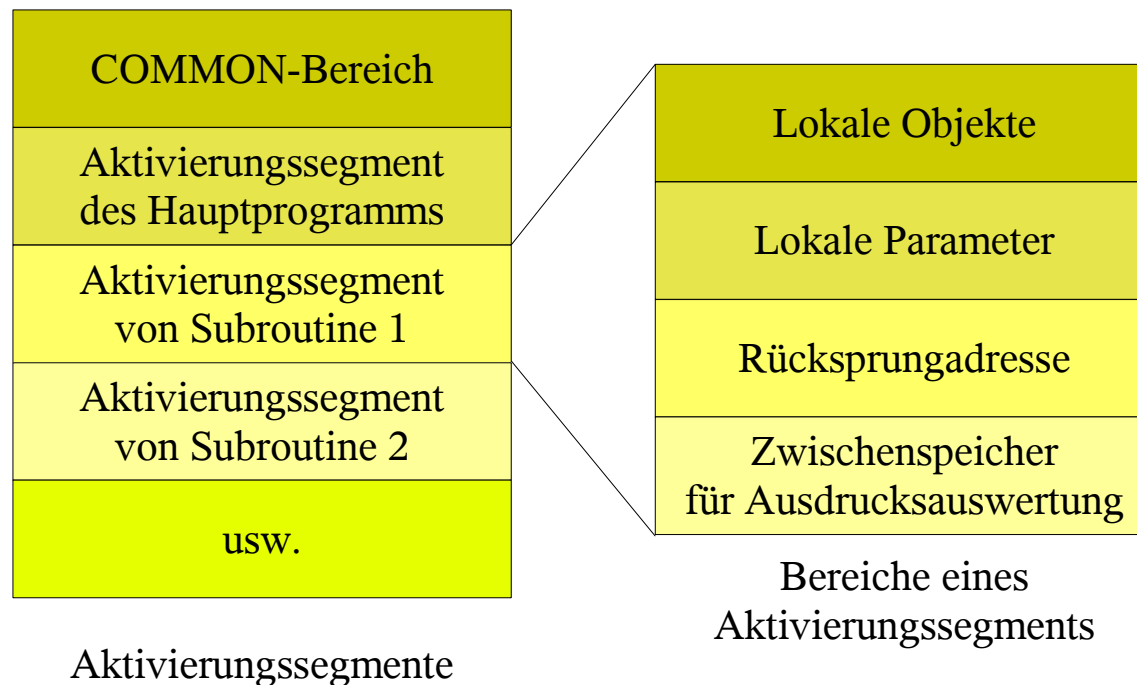 COMMON-Bereich
Aktivierungssegment
des Hauptprogramms
Aktivierungssegment
von Subroutine 1
Aktivierungssegment
von Subroutine 2
usw.
Aktivierungssegmente
Lokale Objekte
Lokale Parameter
Rücksprungadresse
Zwischenspeicher
für Ausdrucksauswertung
Bereiche eines
Aktivierungssegments